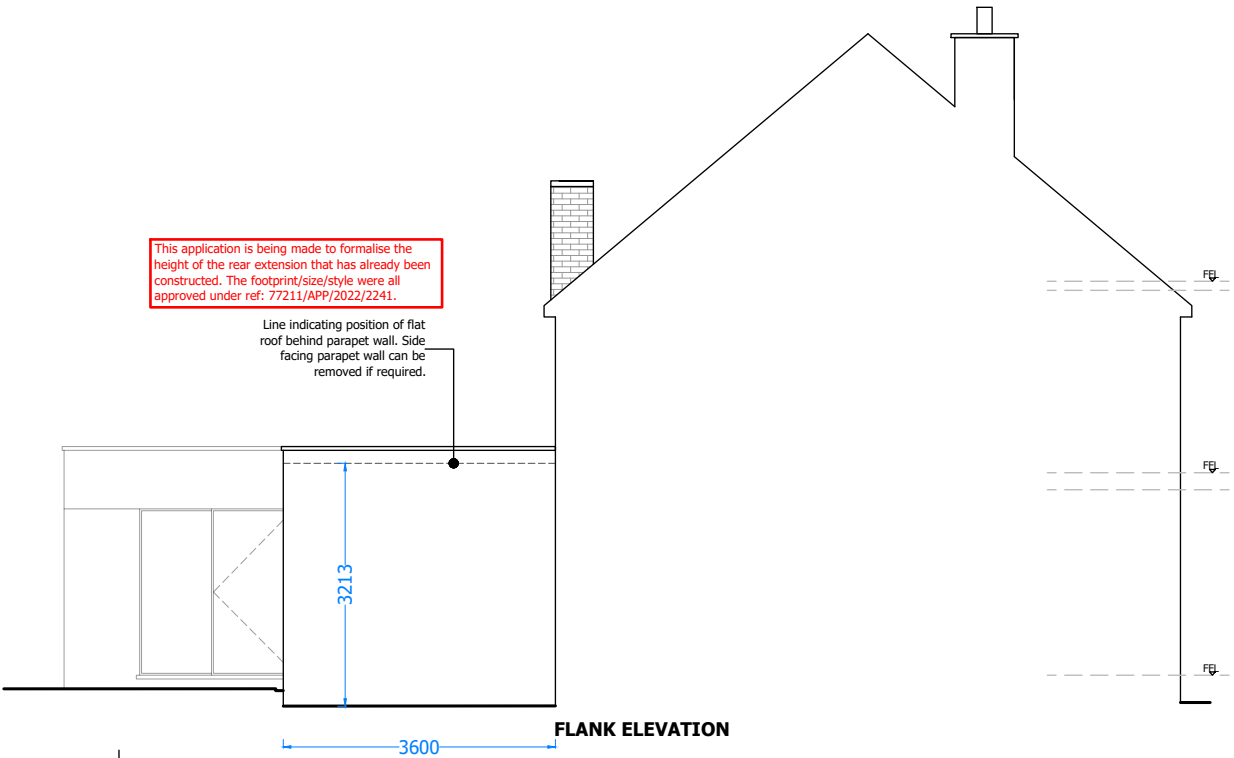 This application is being made to formalise the
height of the rear extension that has already been
constructed. The footprint/size/style were all
approved under ref: 77211/APP/2022/2241.
Line indicating position of flat
roof behind parapet wall. Side
facing parapet wall can be
removed if required.
FFL
FFL
FFL
3213
3600
FLANK ELEVATION